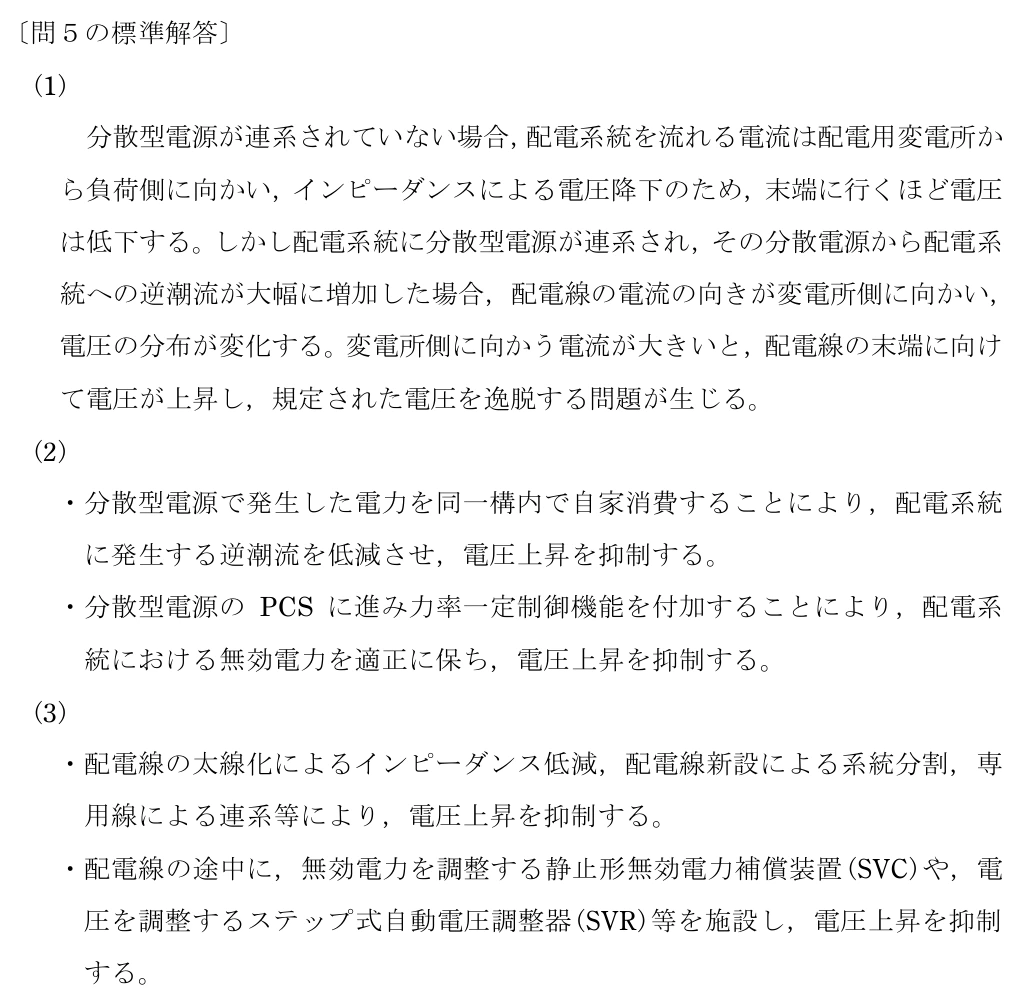 〔問５の標準解答〕
(1)
分散型電源が連系されていない場合，配電系統を流れる電流は配電用変電所か
ら負荷側に向かい，インピーダンスによる電圧降下のため，末端に行くほど電圧
は低下する。しかし配電系統に分散型電源が連系され，その分散電源から配電系
統への逆潮流が大幅に増加した場合，配電線の電流の向きが変電所側に向かい，
電圧の分布が変化する。変電所側に向かう電流が大きいと，配電線の末端に向け
て電圧が上昇し，規定された電圧を逸脱する問題が生じる。
(2)
・分散型電源で発生した電力を同一構内で自家消費することにより，配電系統
に発生する逆潮流を低減させ，電圧上昇を抑制する。
・分散型電源の PCS に進み力率一定制御機能を付加することにより，配電系
統における無効電力を適正に保ち，電圧上昇を抑制する。
(3)
・配電線の太線化によるインピーダンス低減，配電線新設による系統分割，専
用線による連系等により，電圧上昇を抑制する。
・配電線の途中に，無効電力を調整する静止形無効電力補償装置(SVC)や，電
圧を調整するステップ式自動電圧調整器(SVR)等を施設し，電圧上昇を抑制
する。